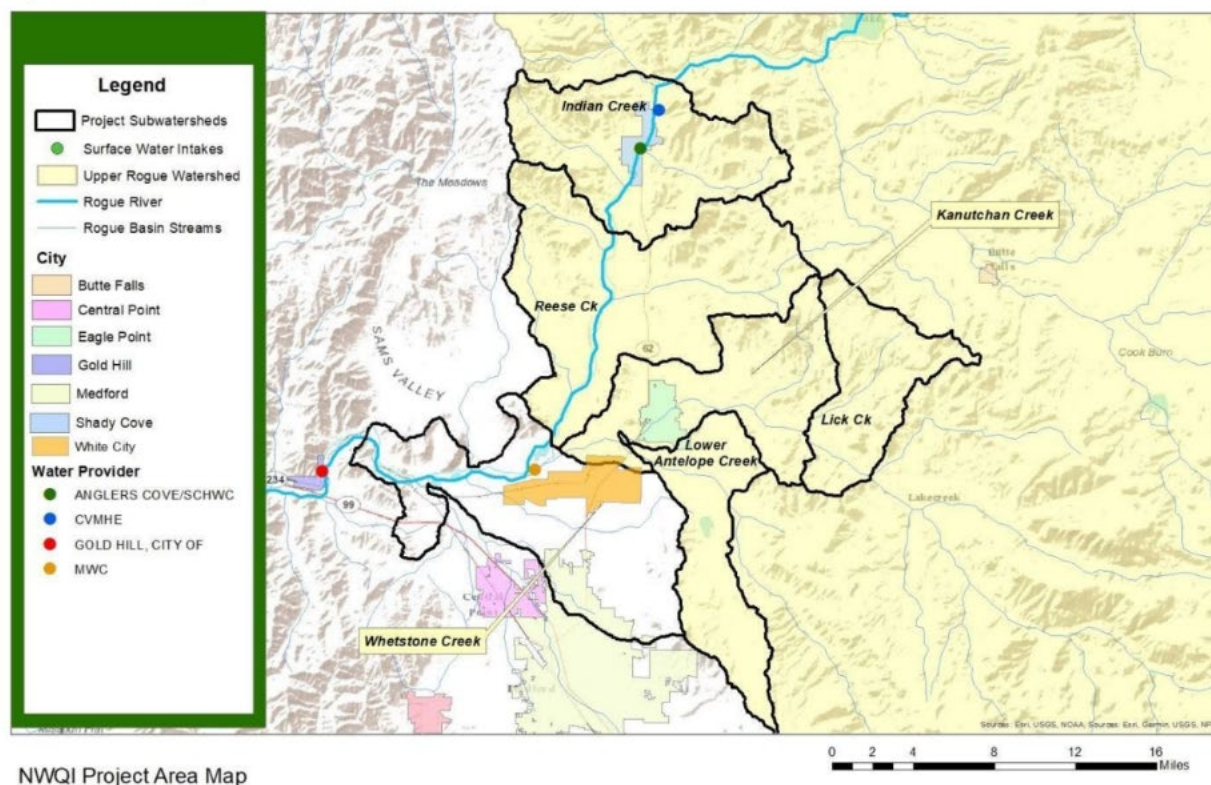 Legend
Project Subwatersheds
Surface Water Intakes
Upper Rogue Watershed
Rogue River
Rogue Basin Streams
City
Butte Falls
Central Point
Eagle Point
Gold Hill
Medford
Shady Cove
White City
Water Provider
ANGLERS COVE/SCHWC
CVMHE
GOLD HILL, CITY OF
MWC
Indian Creek
The Meadows
Kanutchan Creek
Butte
Reese Ck
62
SAMS VALLEY
Cook Burn
Lick Ck
Lower
Antelope Creek
234
99
Lakecreek
Point
Whetstone Creek
Sources: Esri, USGS, NOAA, Sources: Esri, Garmin, USGS, NP
0 2 4 8 12 16
Miles
NWQI Project Area Map